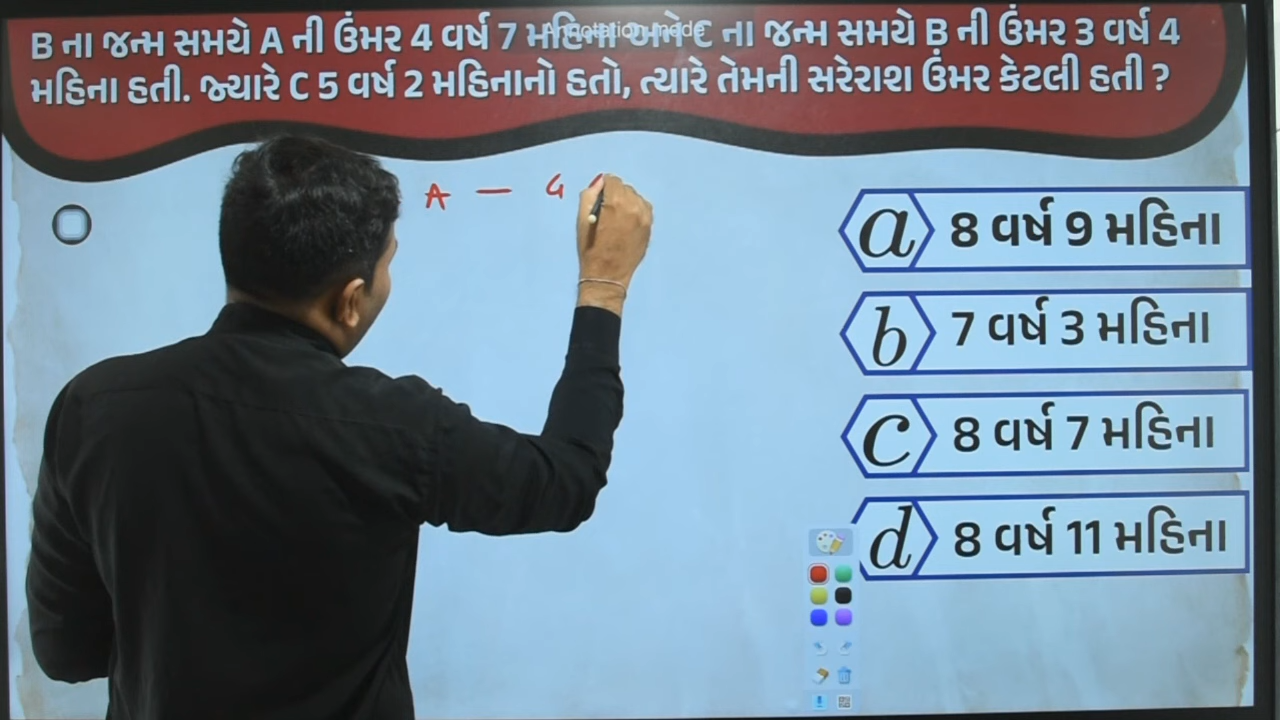 B ના જન્મ સમયે A ની ઉંમર 4 વર્ષ 7 મહિના અને C ના જન્મ સમયે B ની ઉંમર 3 વર્ષ 4
મહિના હતી. જ્યારે C 5 વર્ષ 2 મહિનાનો હતો, ત્યારે તેમની સરેરાશ ઉંમર કેટલી હતી ?
Annotation mode
A — 4
a 8 વર્ષ 9 મહિના
b 7 વર્ષ 3 મહિના
c 8 વર્ષ 7 મહિના
d 8 વર્ષ 11 મહિના